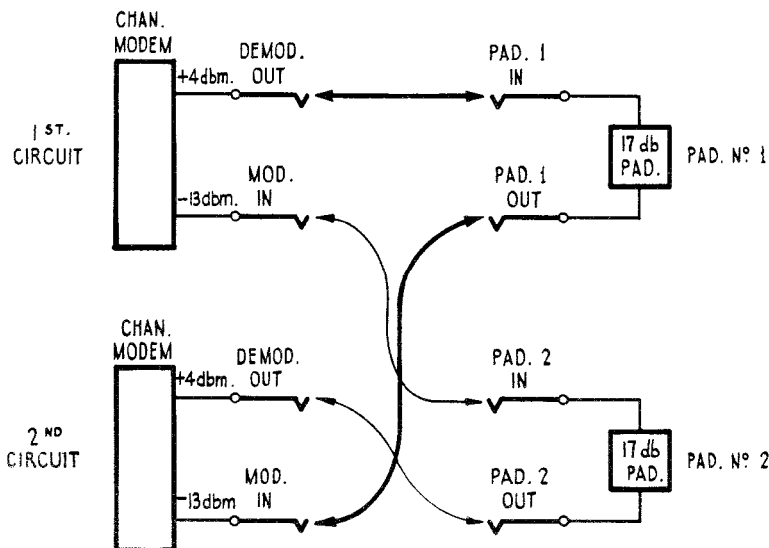 CHAN.
MODEM
+4dbm.
DEMOD.
OUT
PAD. 1
IN
1 ST.
CIRCUIT
17 db
PAD.
PAD. Nº 1
-13dbm.
MOD.
IN
PAD. 1
OUT
CHAN.
MODEM
+4dbm.
DEMOD.
OUT
PAD. 2
IN
2 ND
CIRCUIT
17 db
PAD.
PAD. Nº 2
-13dbm
MOD.
IN
PAD. 2
OUT